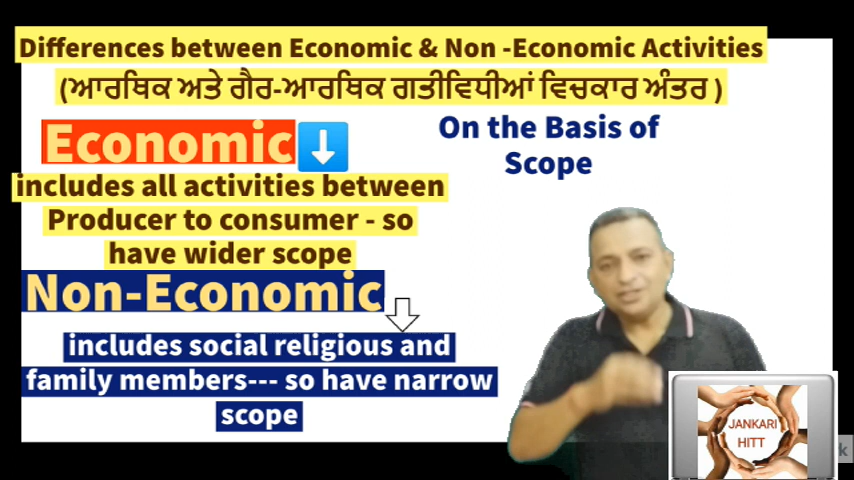 Differences between Economic & Non -Economic Activities
(ਆਰਥਿਕ ਅਤੇ ਗੈਰ-ਆਰਥਿਕ ਗਤੀਵਿਧੀਆਂ ਵਿਚਕਾਰ ਅੰਤਰ )
Economic
On the Basis of
Scope
includes all activities between
Producer to consumer - so
have wider scope
Non-Economic
includes social religious and
family members--- so have narrow
scope
JANKARI
HITT